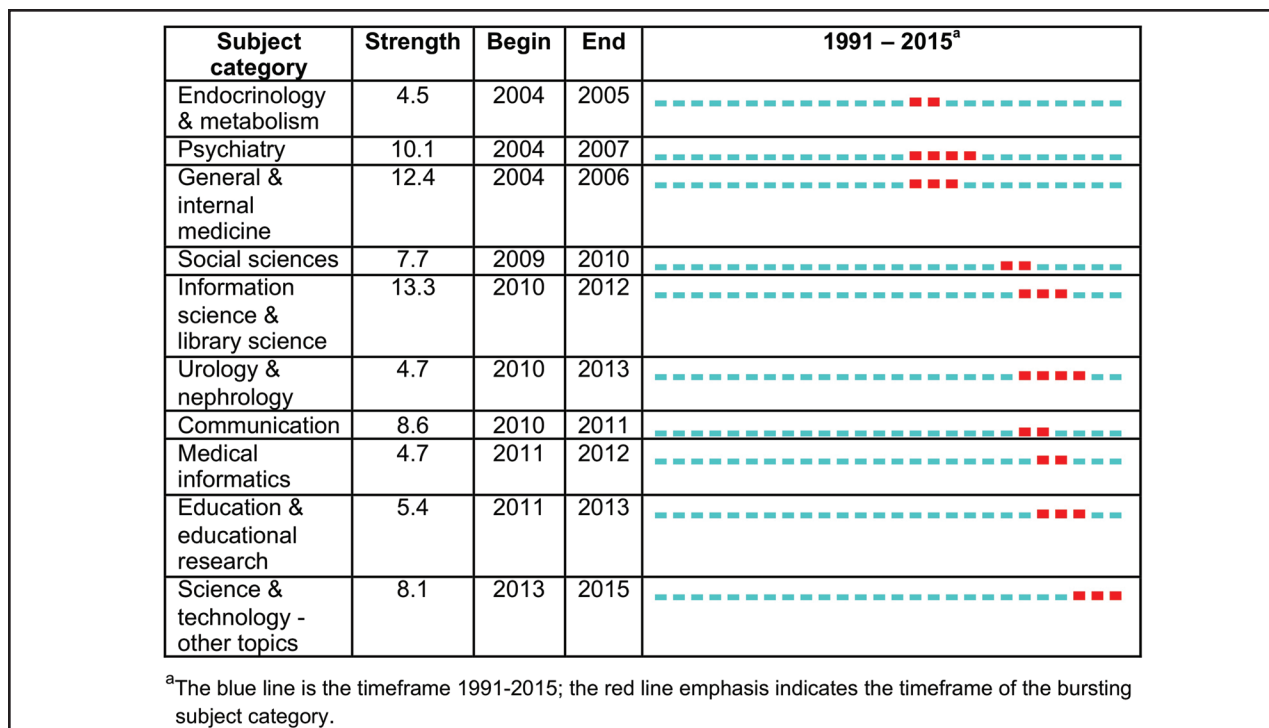 Subject category Strength Begin End 1991 – 2015a
Endocrinology & metabolism 4.5 2004 2005
Psychiatry 10.1 2004 2007
General & internal medicine 12.4 2004 2006
Social sciences 7.7 2009 2010
Information science & library science 13.3 2010 2012
Urology & nephrology 4.7 2010 2013
Communication 8.6 2010 2011
Medical informatics 4.7 2011 2012
Education & educational research 5.4 2011 2013
Science & technology - other topics 8.1 2013 2015
aThe blue line is the timeframe 1991-2015; the red line emphasis indicates the timeframe of the bursting
subject category.